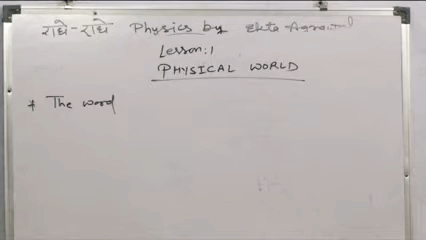 राधे-राधे Physics by Ekta Agrawal
Lesson:1
PHYSICAL WORLD
* The word